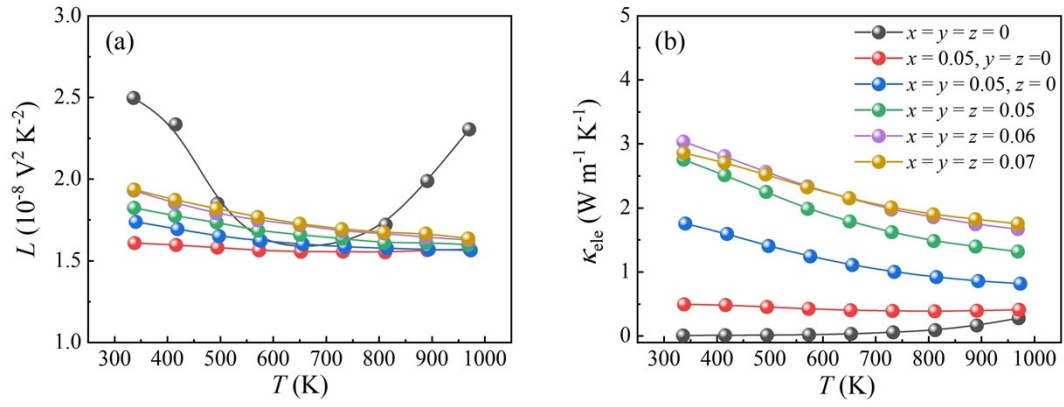 (a)
3.0
2.5
2.0
1.5
1.0
L (10⁻⁸ V² K⁻²)
300 400 500 600 700 800 900 1000
T (K)
(b)
5
4
3
2
1
0
κele (W m⁻¹ K⁻¹)
x = y = z = 0
x = 0.05, y = z =0
x = y = 0.05, z = 0
x = y = z = 0.05
x = y = z = 0.06
x = y = z = 0.07
300 400 500 600 700 800 900 1000
T (K)